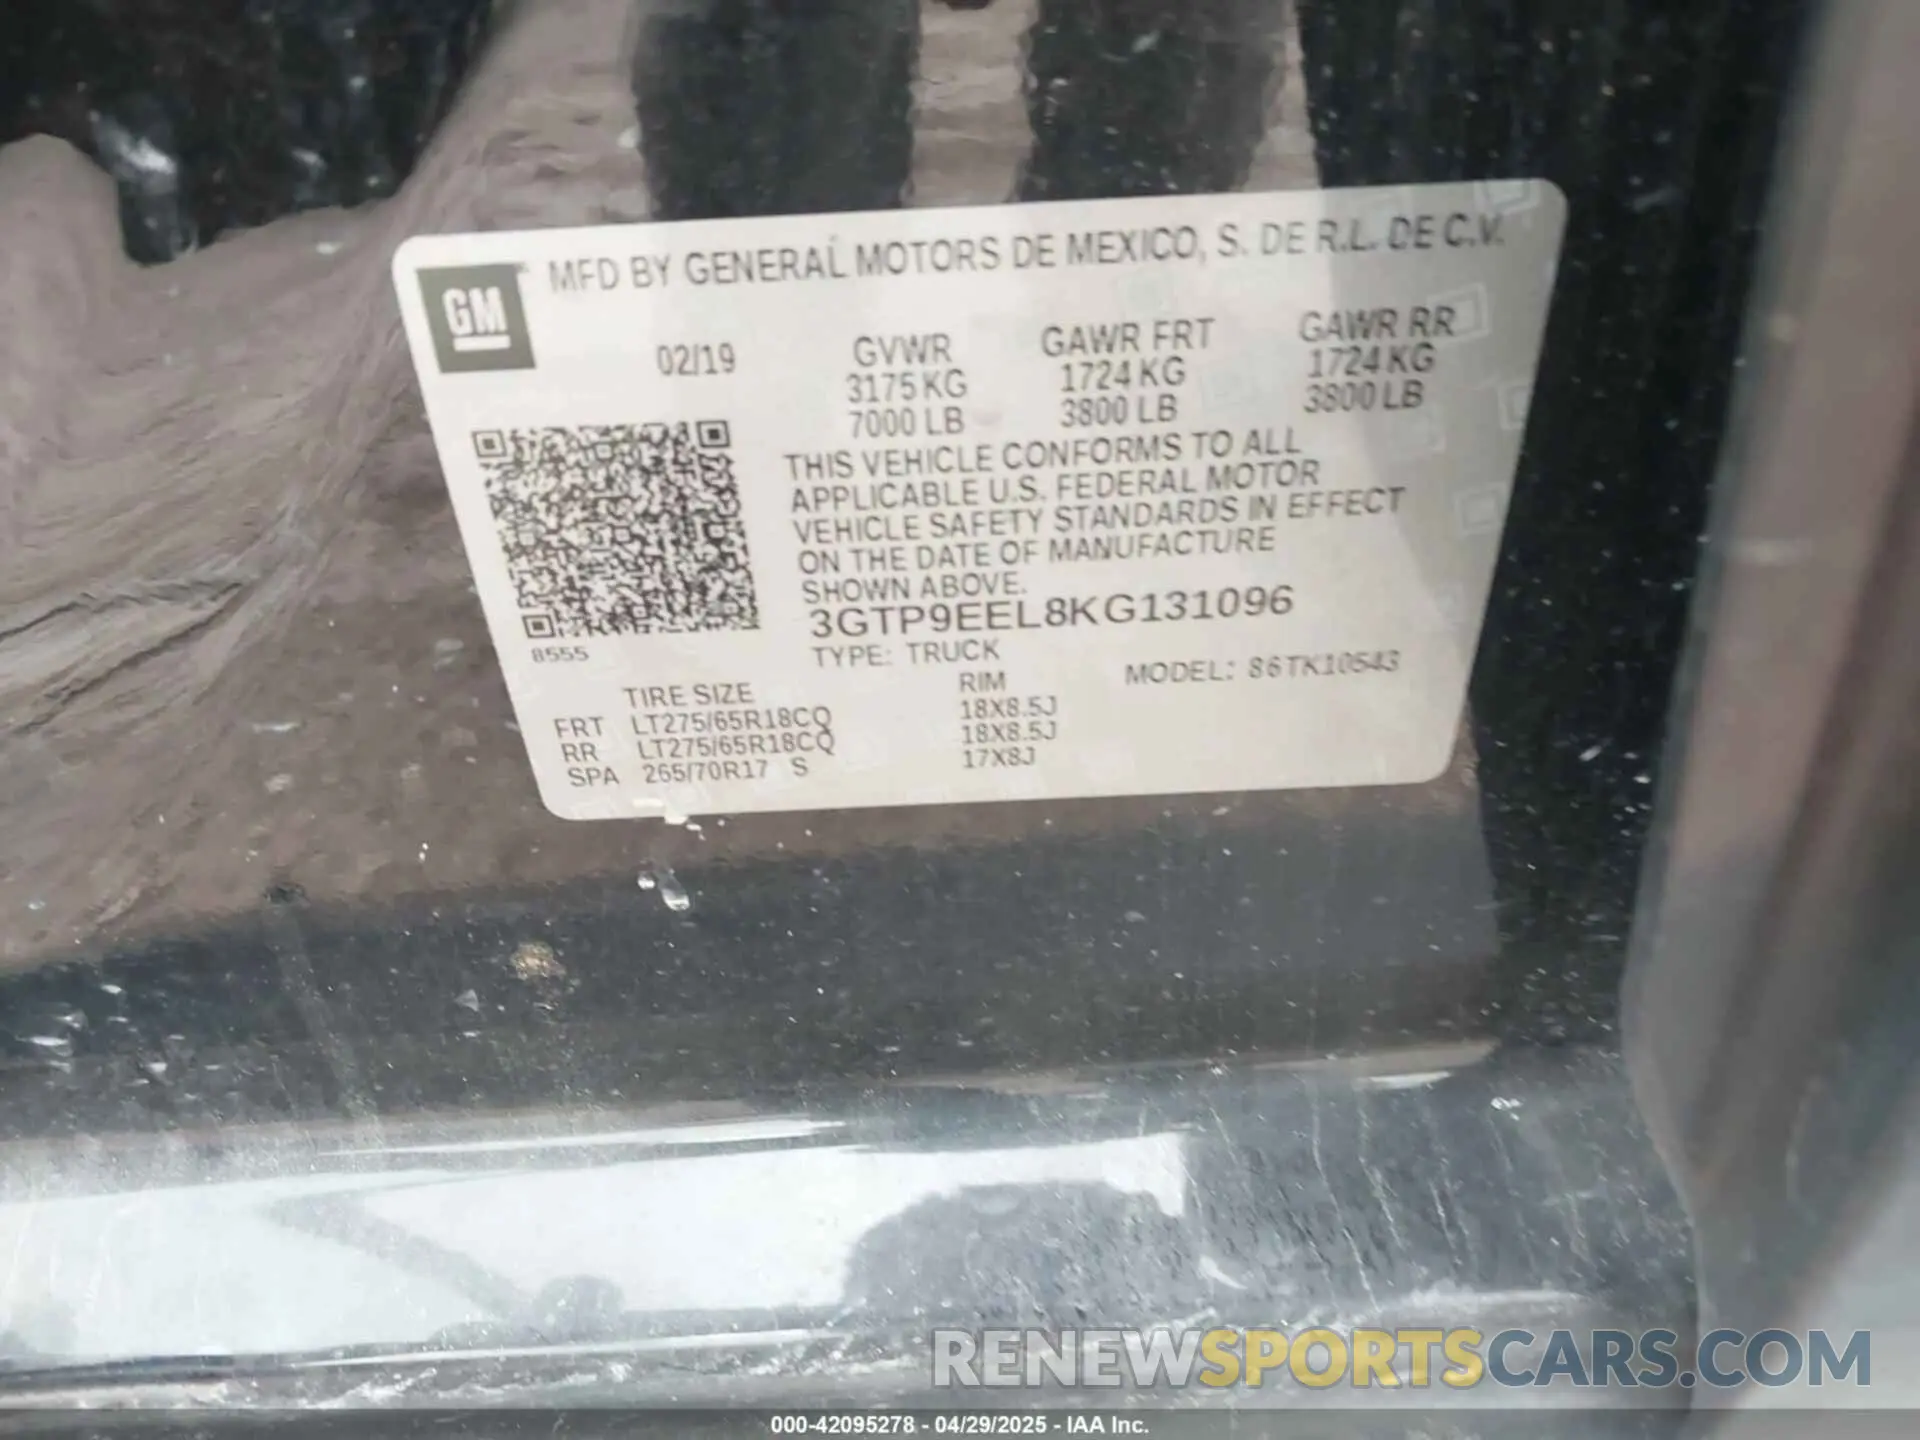 GM
MFD BY GENERAL MOTORS DE MEXICO, S. DE R.L. DE C.V.
02/19
GVWR GAWR FRT GAWR RR
3175 KG 1724 KG 1724 KG
7000 LB 3800 LB 3800 LB
THIS VEHICLE CONFORMS TO ALL
APPLICABLE U.S. FEDERAL MOTOR
VEHICLE SAFETY STANDARDS IN EFFECT
ON THE DATE OF MANUFACTURE
SHOWN ABOVE.
3GTP9EEL8KG131096
8555
TYPE: TRUCK MODEL: 86TK10543
TIRE SIZE RIM
FRT LT275/65R18CQ 18X8.5J
RR LT275/65R18CQ 18X8.5J
SPA 265/70R17 S 17X8J
RENEWSPORTSCARS.COM
000-42095278 - 04/29/2025 - IAA Inc.